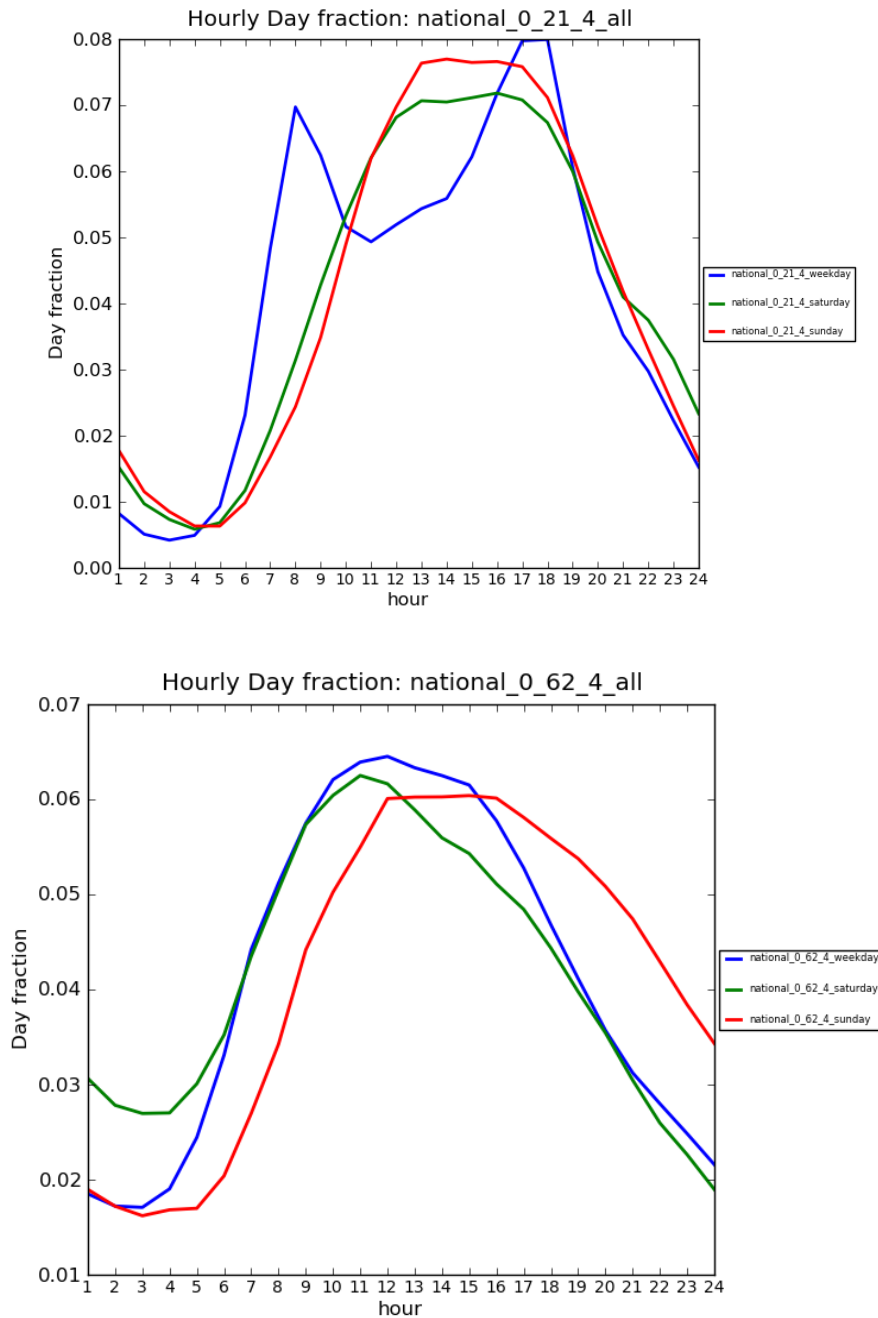 Hourly Day fraction: national_0_21_4_all
0.08
0.07
0.06
0.05
0.04
0.03
0.02
0.01
0.00
Day fraction
1 2 3 4 5 6 7 8 9 10 11 12 13 14 15 16 17 18 19 20 21 22 23 24
hour
national_0_21_4_weekday
national_0_21_4_saturday
national_0_21_4_sunday
Hourly Day fraction: national_0_62_4_all
0.07
0.06
0.05
0.04
0.03
0.02
0.01
Day fraction
1 2 3 4 5 6 7 8 9 10 11 12 13 14 15 16 17 18 19 20 21 22 23 24
hour
national_0_62_4_weekday
national_0_62_4_saturday
national_0_62_4_sunday